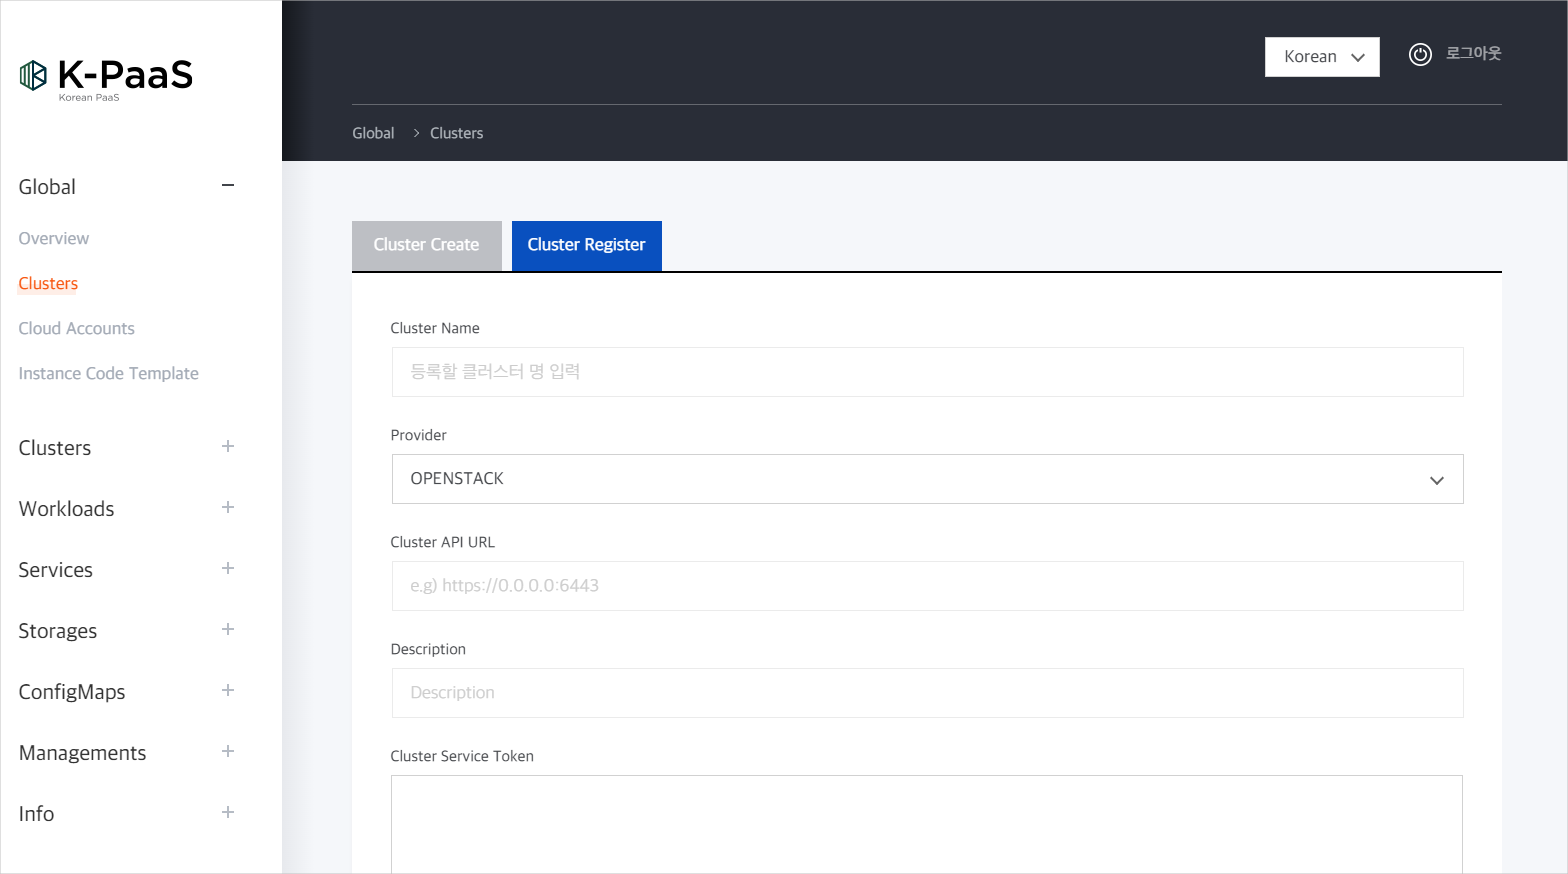 K-PaaS
Korean PaaS
Korean
로그아웃
Global > Clusters
Global
Overview
Clusters
Cloud Accounts
Instance Code Template
Clusters
Workloads
Services
Storages
ConfigMaps
Managements
Info
Cluster Create
Cluster Register
Cluster Name
등록할 클러스터 명 입력
Provider
OPENSTACK
Cluster API URL
e.g) https://0.0.0.0:6443
Description
Description
Cluster Service Token